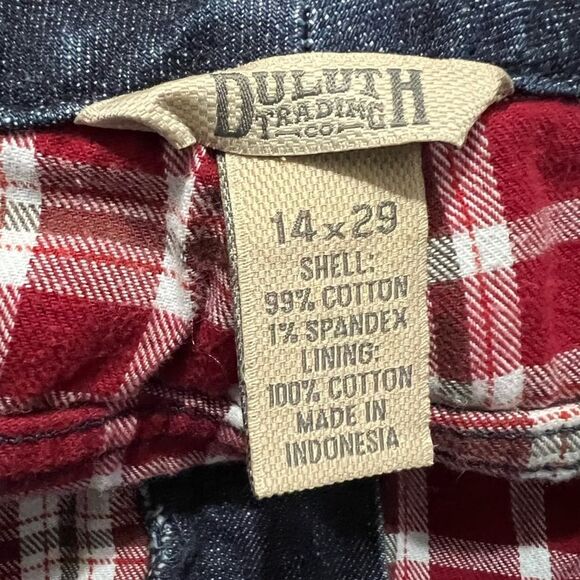 DULUTH
TRADING
CO
14 x 29
SHELL:
99% COTTON
1% SPANDEX
LINING:
100% COTTON
MADE IN
INDONESIA